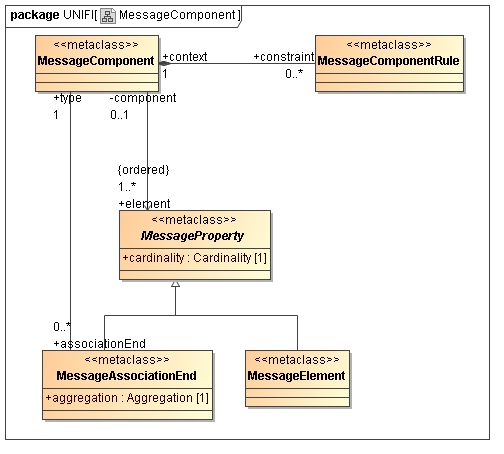 package UNIFI[ MessageComponent]
<<metaclass>>
MessageComponent
+context
1
+constraint
0..*
<<metaclass>>
MessageComponentRule
+type
1
-component
0..1
{ordered}
1..*
+element
<<metaclass>>
MessageProperty
+cardinality : Cardinality [1]
0..*
+associationEnd
<<metaclass>>
MessageAssociationEnd
+aggregation : Aggregation [1]
<<metaclass>>
MessageElement